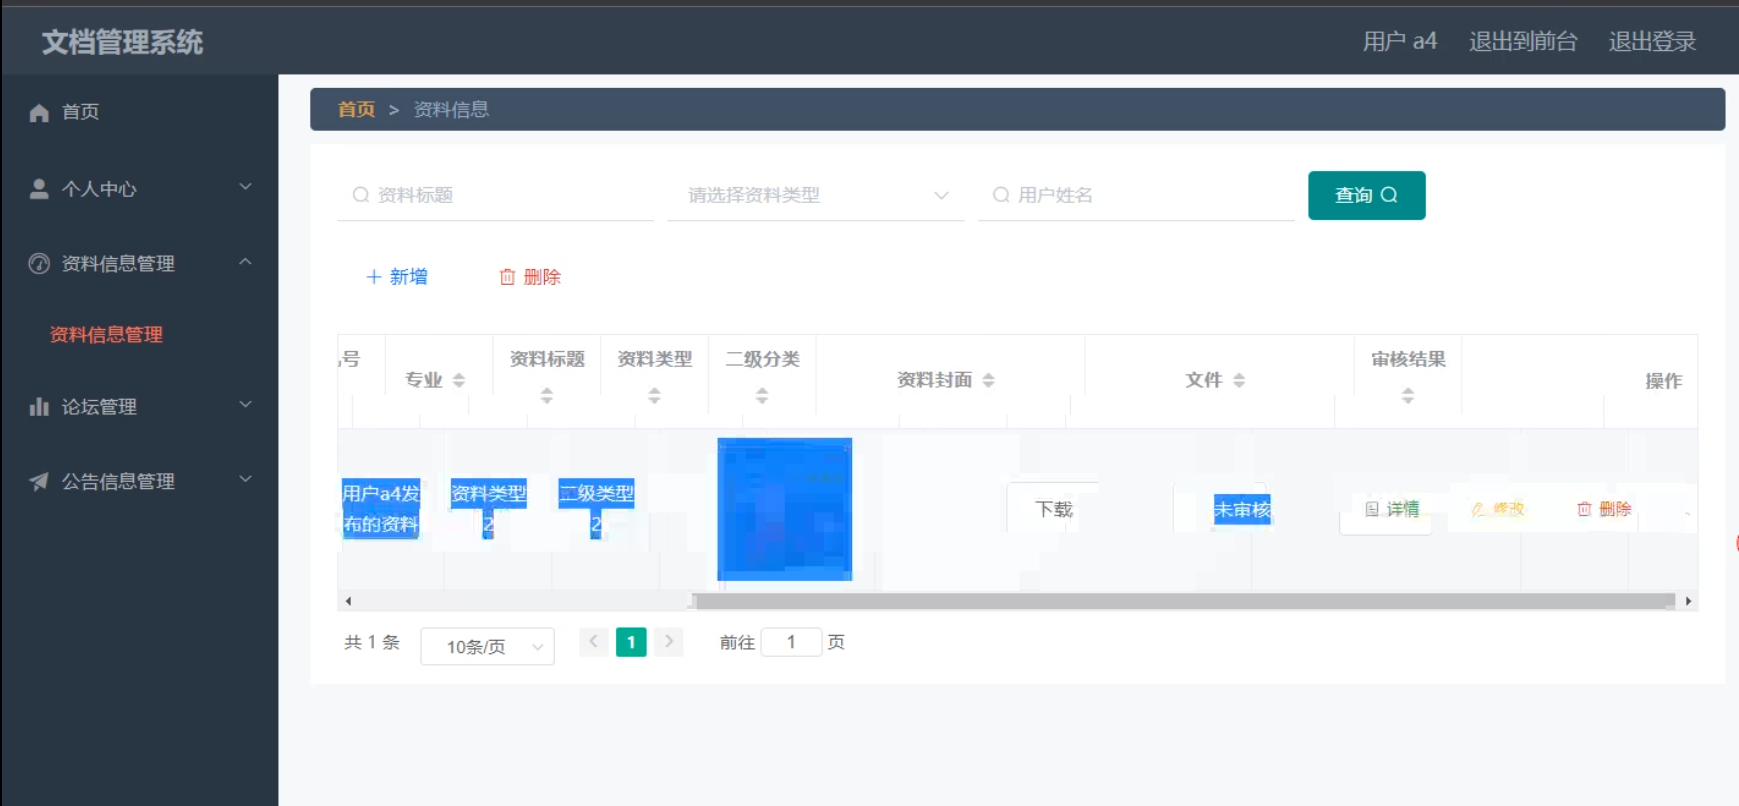 文档管理系统
用户 a4 退出到前台 退出登录
首页
个人中心
资料信息管理
资料信息管理
论坛管理
公告信息管理
首页 > 资料信息
资料标题 请选择资料类型 用户姓名 查询
新增 删除
号 专业 资料标题 资料类型 二级分类 资料封面 文件 审核结果 操作
用户a4发
布的资料
资料类型
2
二级类型
2
下载 未审核 详情 修改 删除
共 1 条 10条/页 1 前往 1 页